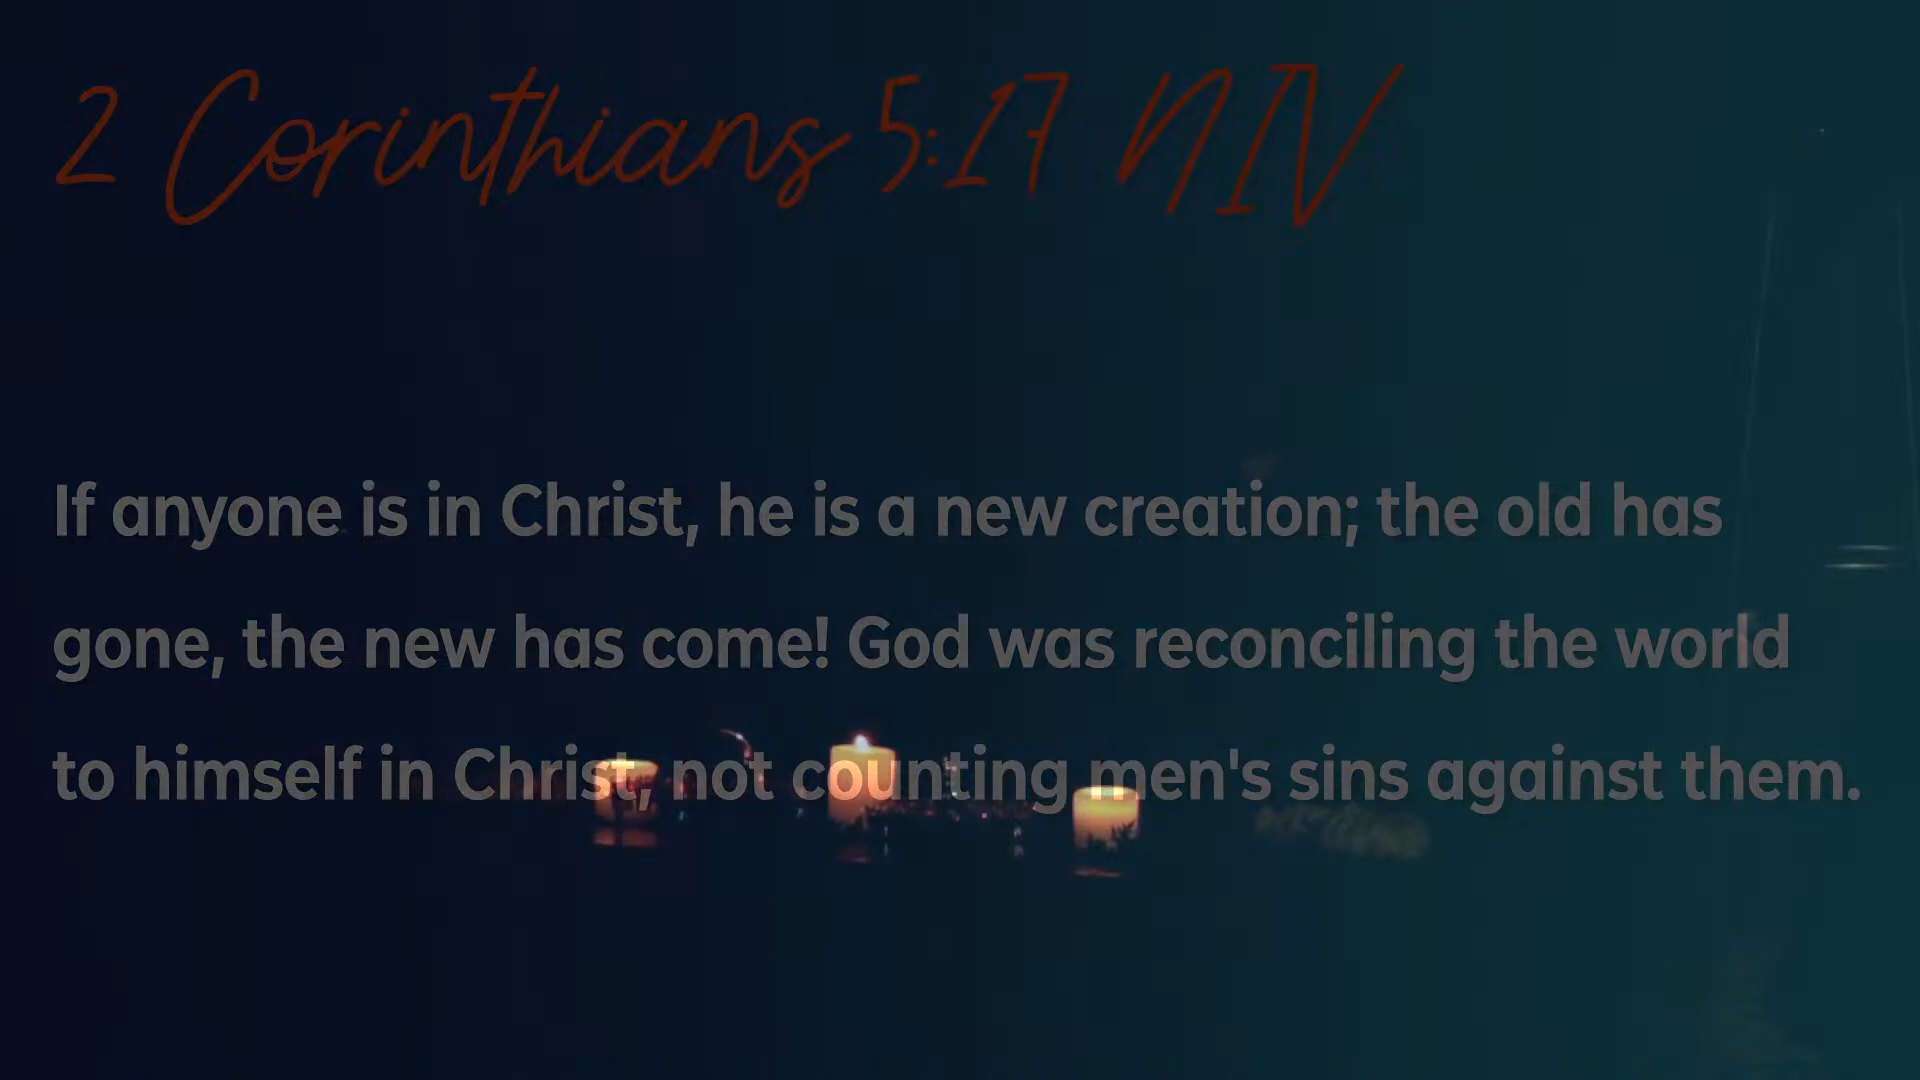 2 Corinthians 5:17 NIV
If anyone is in Christ, he is a new creation; the old has
gone, the new has come! God was reconciling the world
to himself in Christ, not counting men's sins against them.